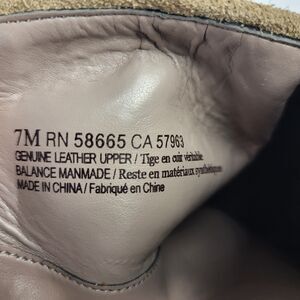 7M RN 58665 CA 57963
GENUINE LEATHER UPPER / Tige en cuir véritable
BALANCE MANMADE / Reste en matériaux synthétiques
MADE IN CHINA / Fabriqué en Chine